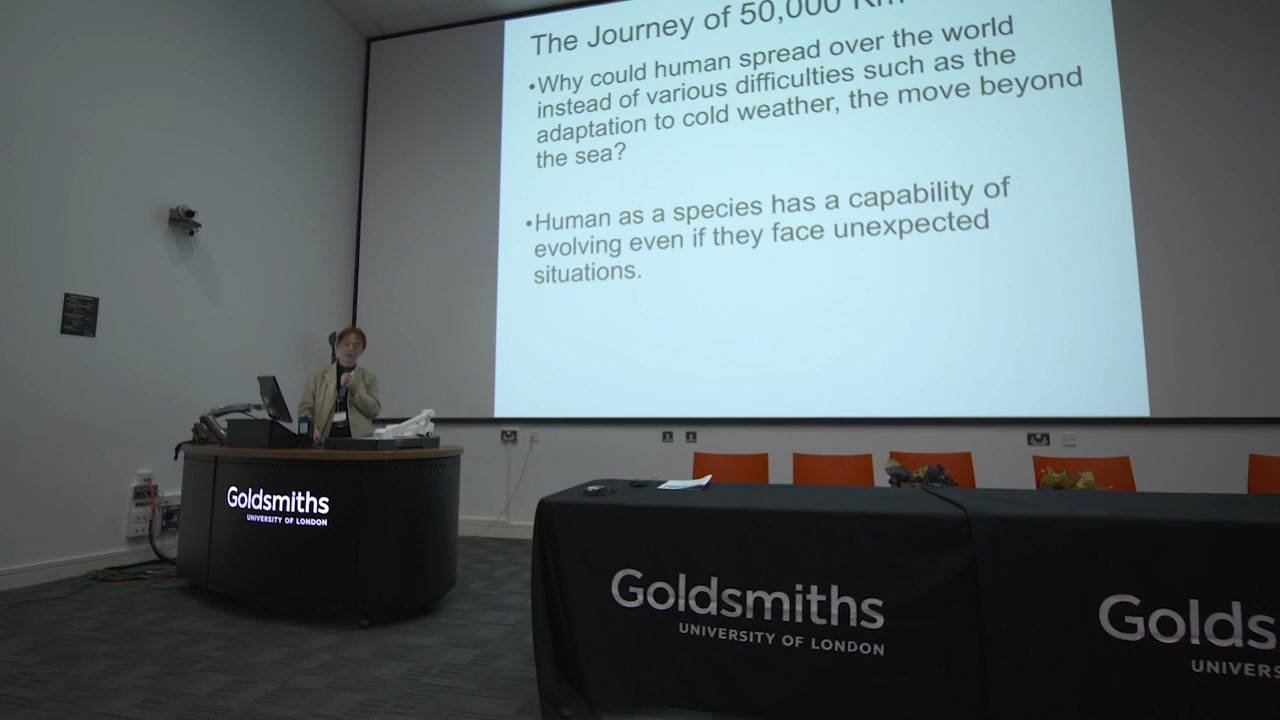 The Journey of 50,000 Km
•Why could human spread over the world
instead of various difficulties such as the
adaptation to cold weather, the move beyond
the sea?
•Human as a species has a capability of
evolving even if they face unexpected
situations.
Goldsmiths
UNIVERSITY OF LONDON
Goldsmiths
UNIVERSITY OF LONDON
Golds
UNIVERS